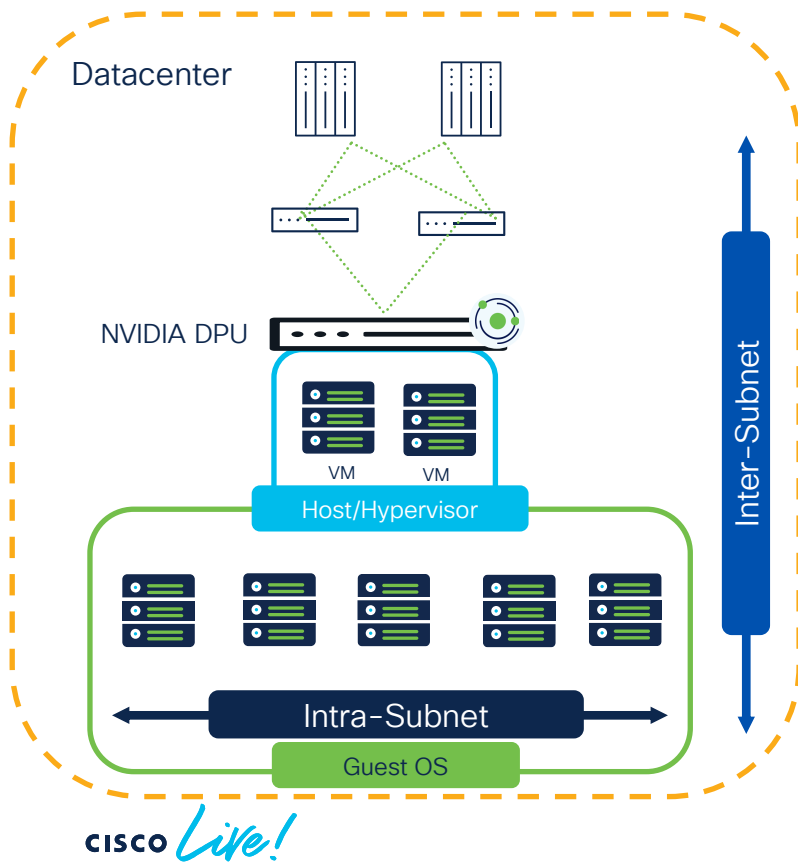 Datacenter
NVIDIA DPU
VM
VM
Host/Hypervisor
Inter-Subnet
Intra-Subnet
Guest OS
CISCO Live!